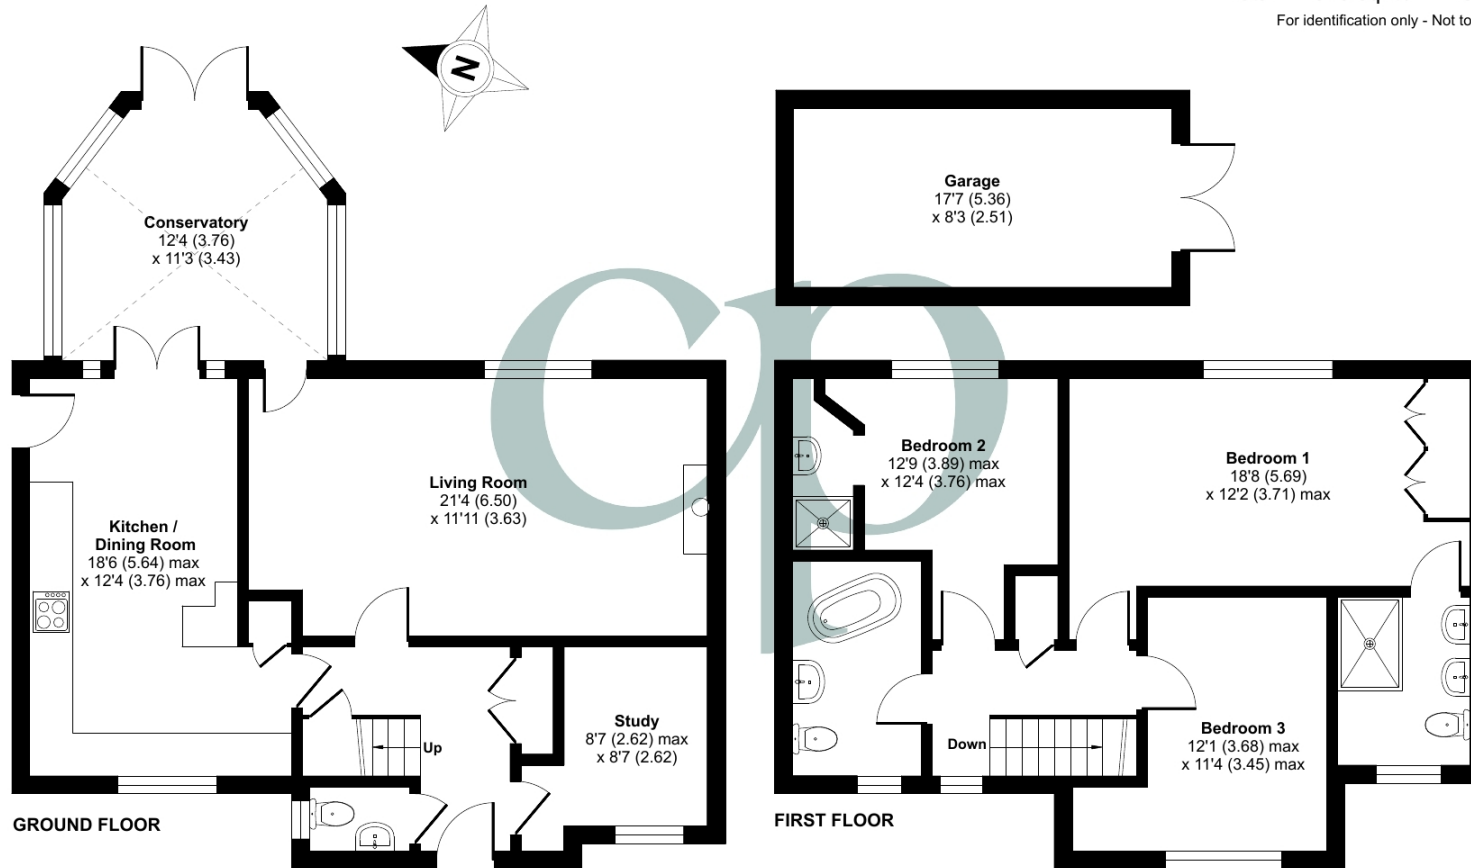 For identification only - Not to
N
Garage
17'7 (5.36)
x 8'3 (2.51)
Conservatory
12'4 (3.76)
x 11'3 (3.43)
Living Room
21'4 (6.50)
x 11'11 (3.63)
Kitchen /
Dining Room
18'6 (5.64) max
x 12'4 (3.76) max
Study
8'7 (2.62) max
x 8'7 (2.62)
Up
GROUND FLOOR
Bedroom 2
12'9 (3.89) max
x 12'4 (3.76) max
Bedroom 1
18'8 (5.69)
x 12'2 (3.71) max
Bedroom 3
12'1 (3.68) max
x 11'4 (3.45) max
Down
FIRST FLOOR
cp